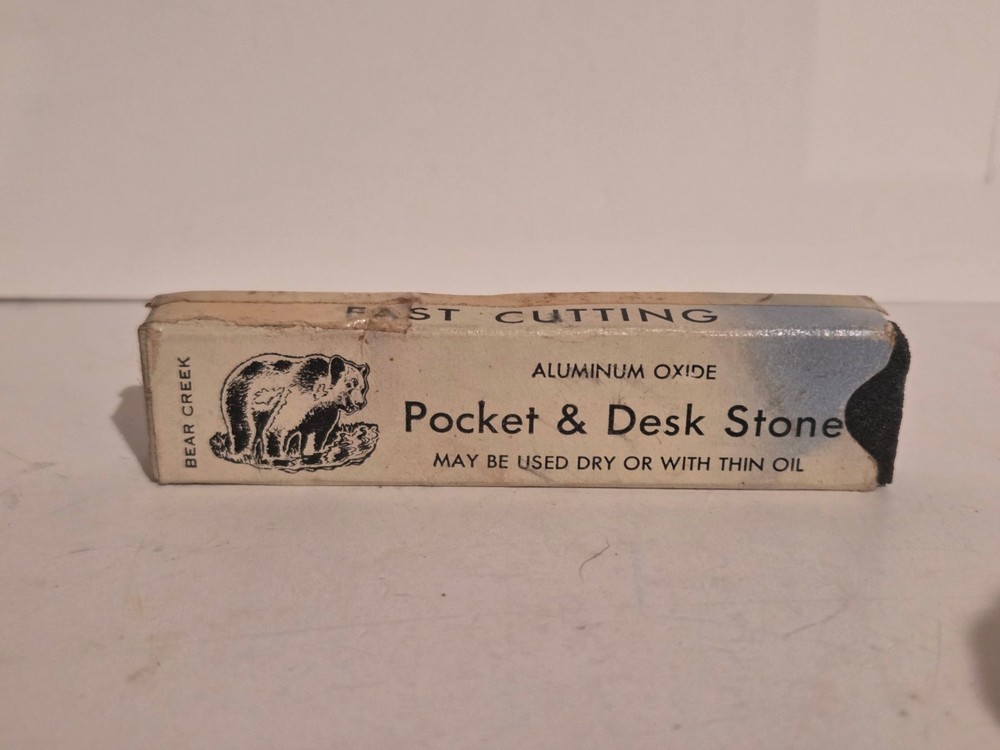 FAST CUTTING
BEAR CREEK
ALUMINUM OXIDE
Pocket & Desk Stone
MAY BE USED DRY OR WITH THIN OIL